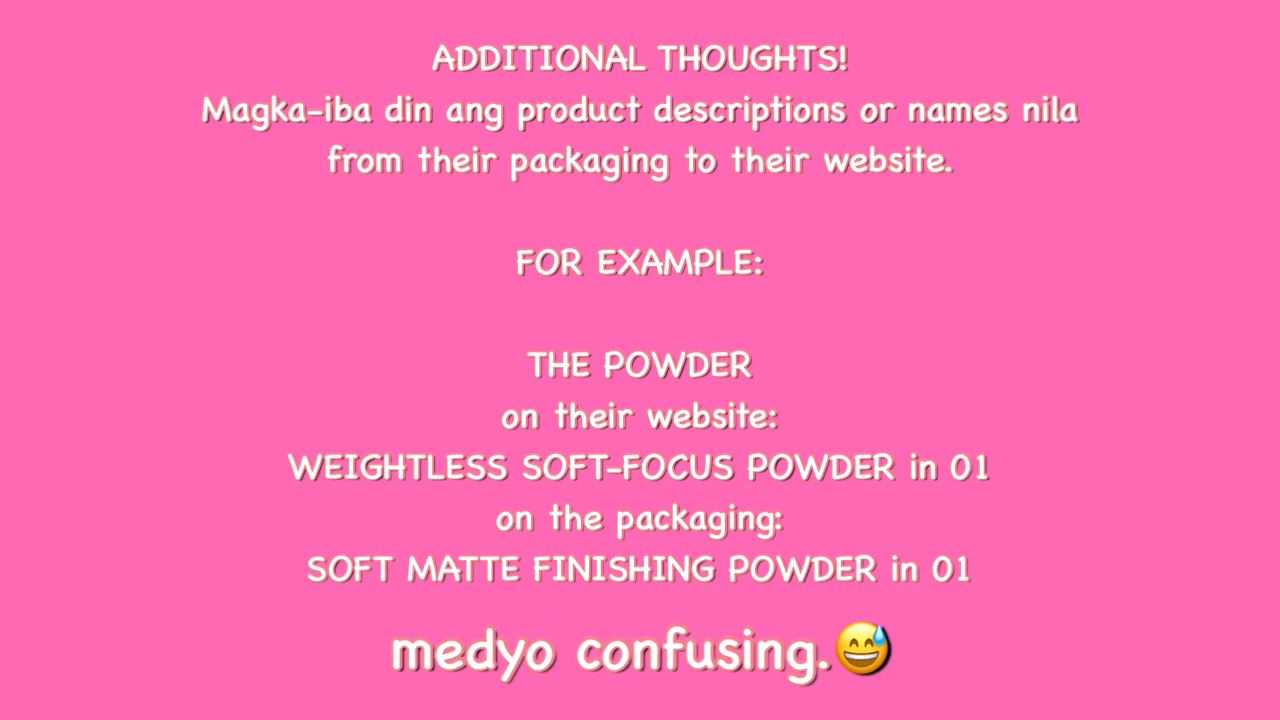 ADDITIONAL THOUGHTS!
Magka-iba din ang product descriptions or names nila
from their packaging to their website.
FOR EXAMPLE:
THE POWDER
on their website:
WEIGHTLESS SOFT-FOCUS POWDER in 01
on the packaging:
SOFT MATTE FINISHING POWDER in 01
medyo confusing.😅